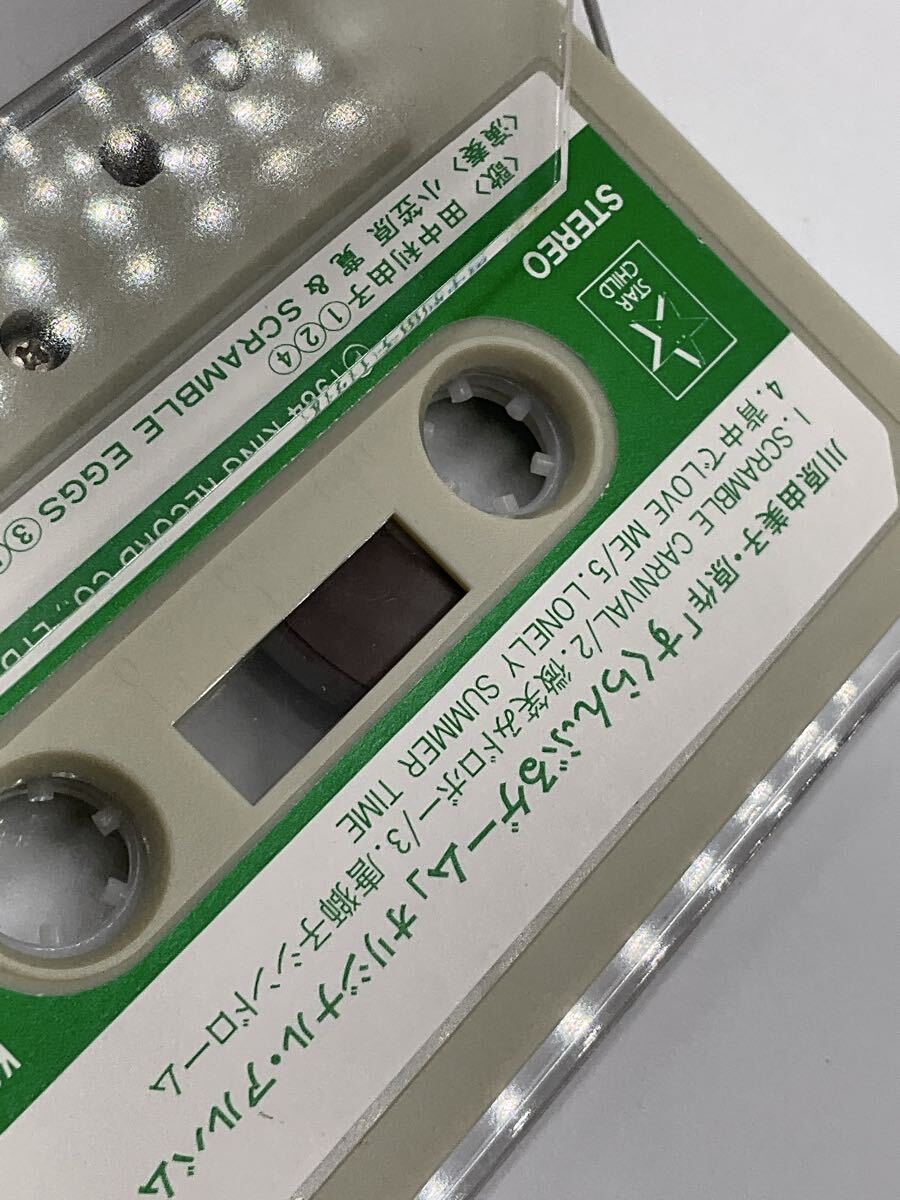 川原由美子・原作「すくらんぶるゲーム」オリジナル・アルバム
1.SCRAMBLE CARNIVAL/2.微笑みドロボー/3.唐獅子シンドローム
4.背中でLOVE ME/5.LONELY SUMMER TIME
STAR
CHILD
STEREO
K
Ⓟ1984 KING RECORD CO., LTD
〈歌〉田中利由子①②④
〈演奏〉小笠原 寛 & SCRAMBLE EGGS③